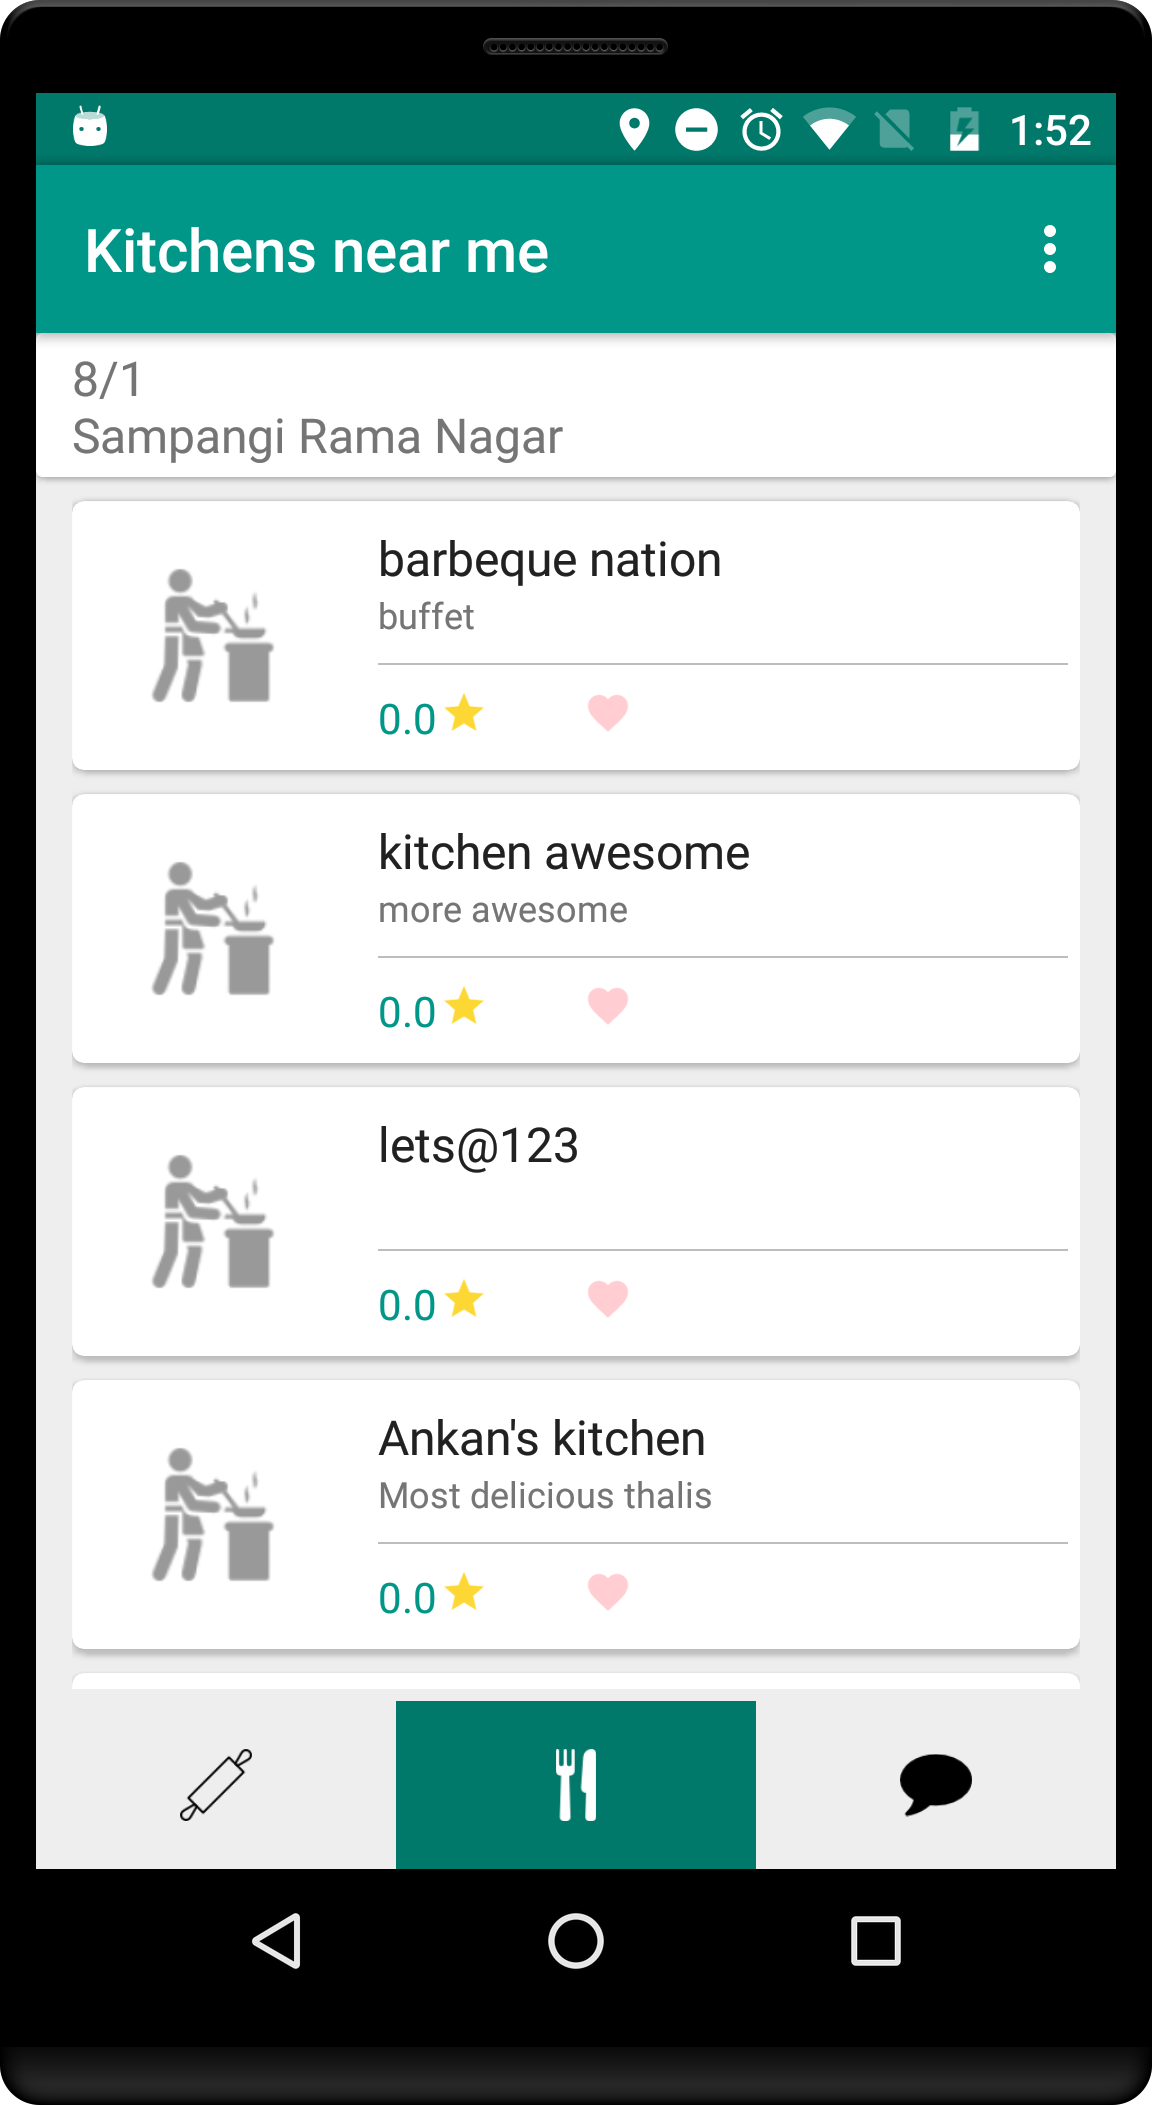 1:52
Kitchens near me
8/1
Sampangi Rama Nagar
barbeque nation
buffet
0.0
kitchen awesome
more awesome
0.0
lets@123
0.0
Ankan's kitchen
Most delicious thalis
0.0